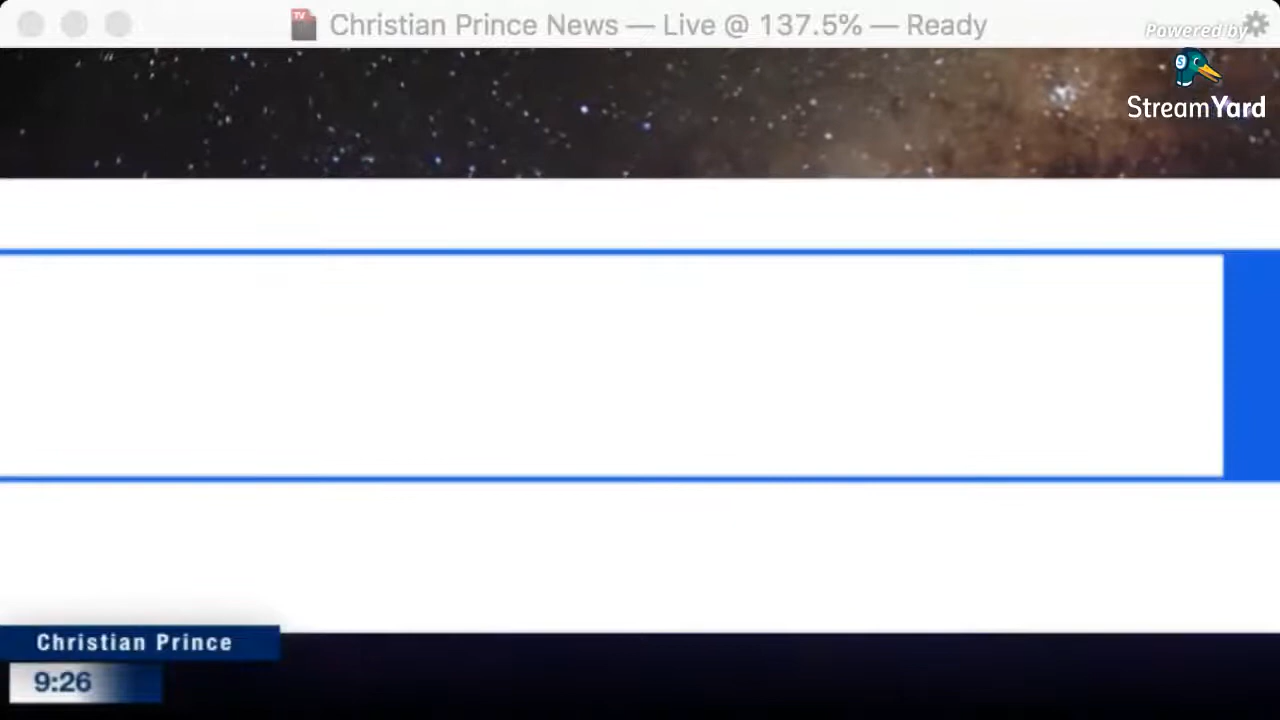 Christian Prince News — Live @ 137.5% — Ready
Powered by
StreamYard
Christian Prince
9:26